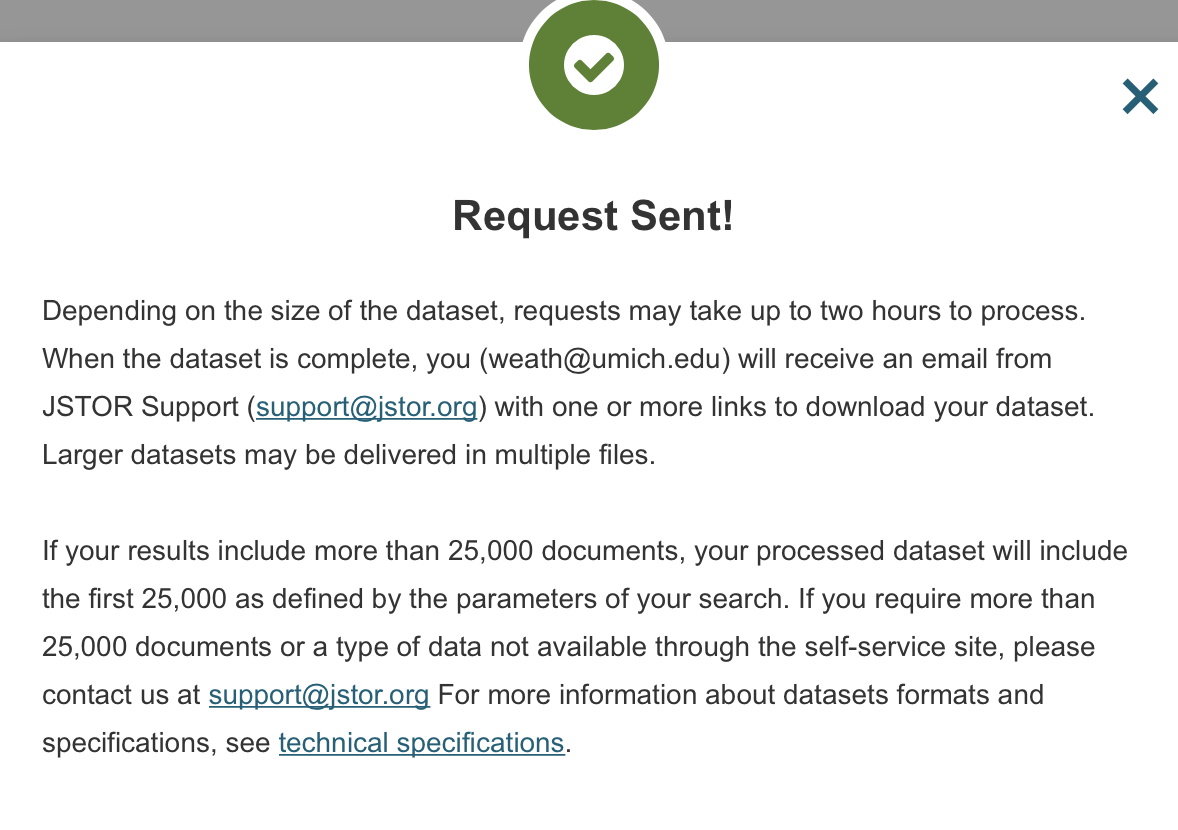 Request Sent!
Depending on the size of the dataset, requests may take up to two hours to process.
When the dataset is complete, you (weath@umich.edu) will receive an email from
JSTOR Support (support@jstor.org) with one or more links to download your dataset.
Larger datasets may be delivered in multiple files.
If your results include more than 25,000 documents, your processed dataset will include
the first 25,000 as defined by the parameters of your search. If you require more than
25,000 documents or a type of data not available through the self-service site, please
contact us at support@jstor.org For more information about datasets formats and
specifications, see technical specifications.